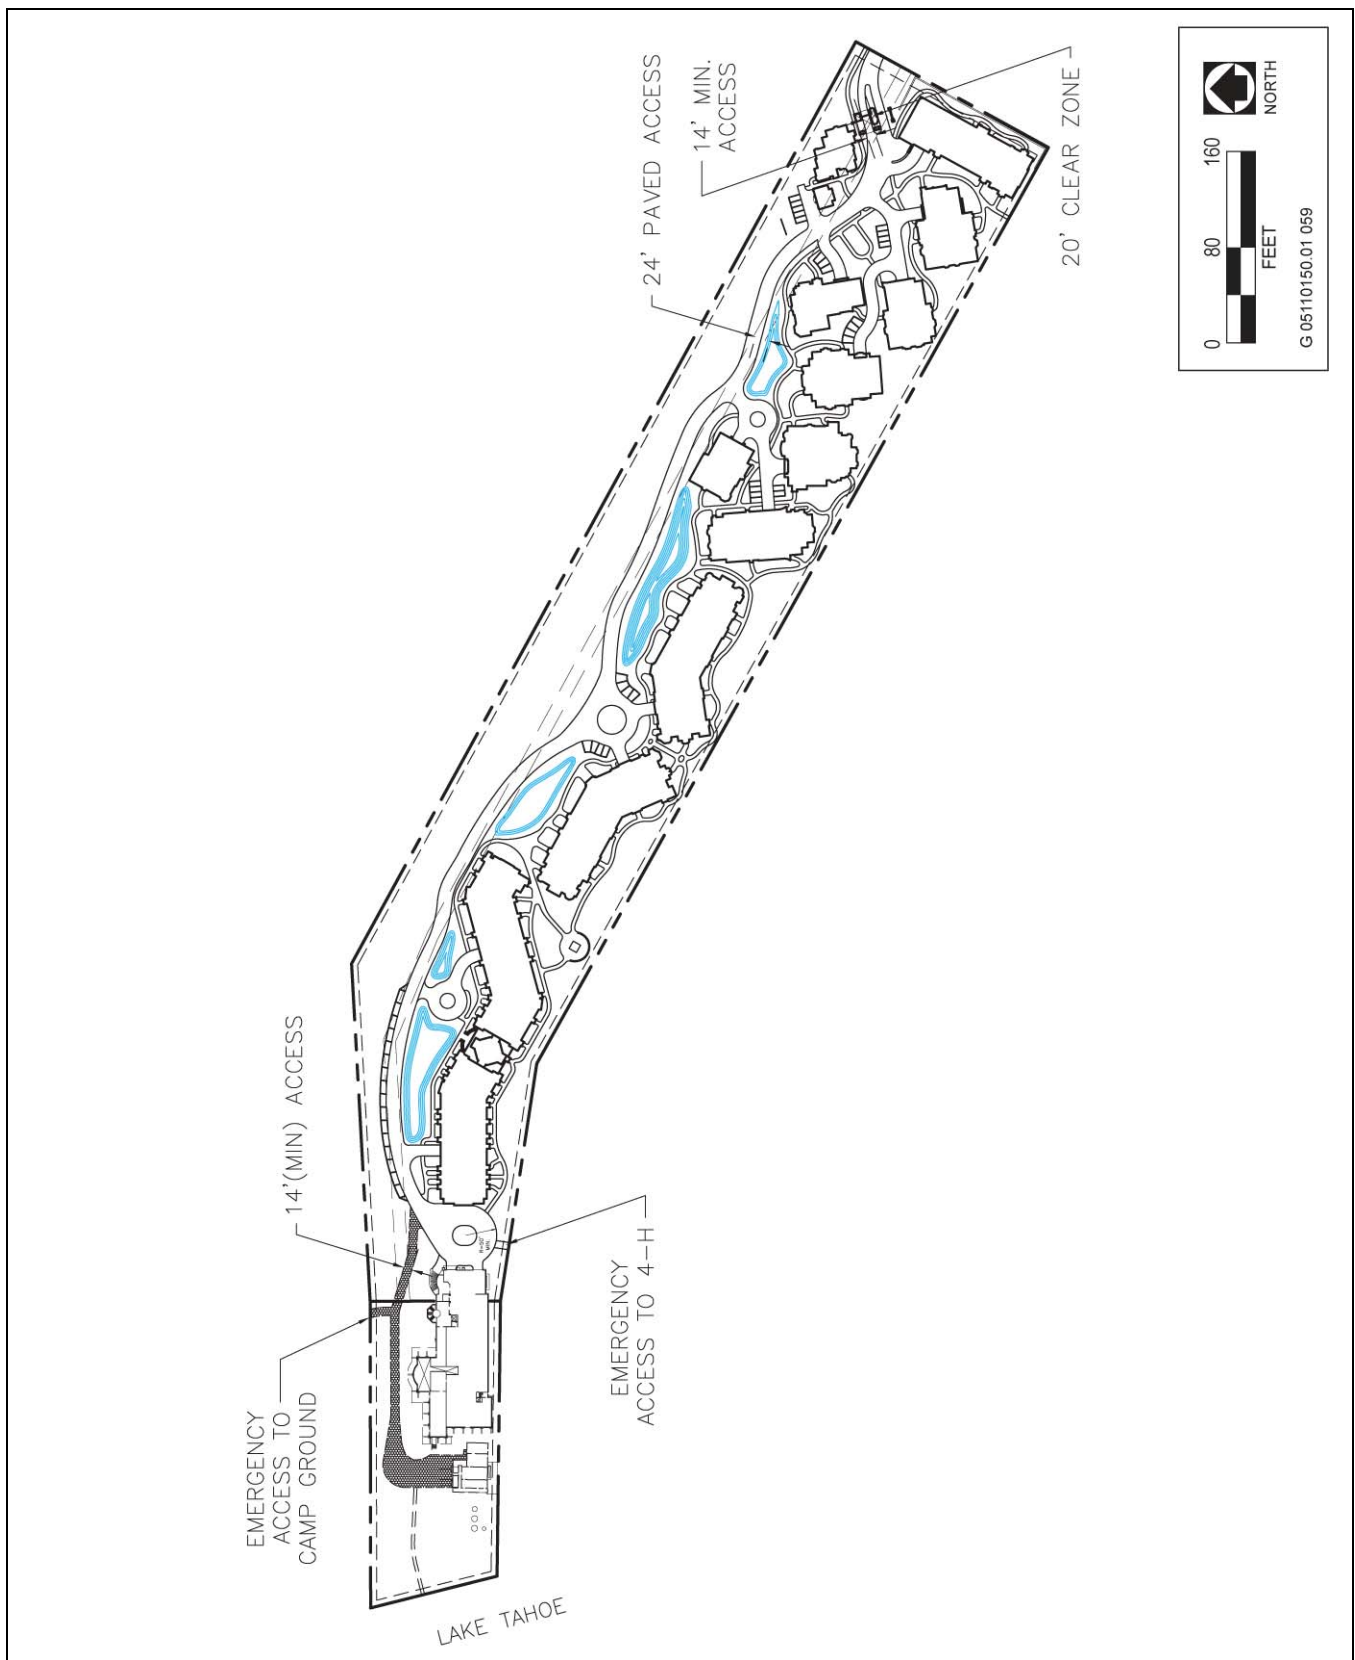 24' PAVED ACCESS
14' MIN.
ACCESS
20' CLEAR ZONE
NORTH
0 80 160
FEET
G 05110150.01 059
14'(MIN) ACCESS
EMERGENCY
ACCESS TO
CAMP GROUND
EMERGENCY
ACCESS TO 4-H
LAKE TAHOE